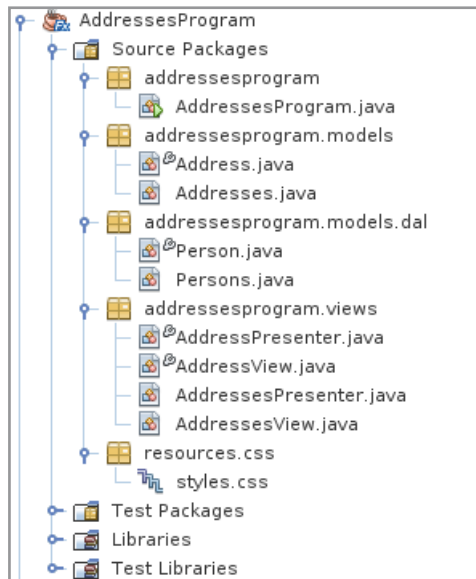 AddressesProgram
Source Packages
addressesprogram
AddressesProgram.java
addressesprogram.models
Address.java
Addresses.java
addressesprogram.models.dal
Person.java
Persons.java
addressesprogram.views
AddressPresenter.java
AddressView.java
AddressesPresenter.java
AddressesView.java
resources.css
styles.css
Test Packages
Libraries
Test Libraries